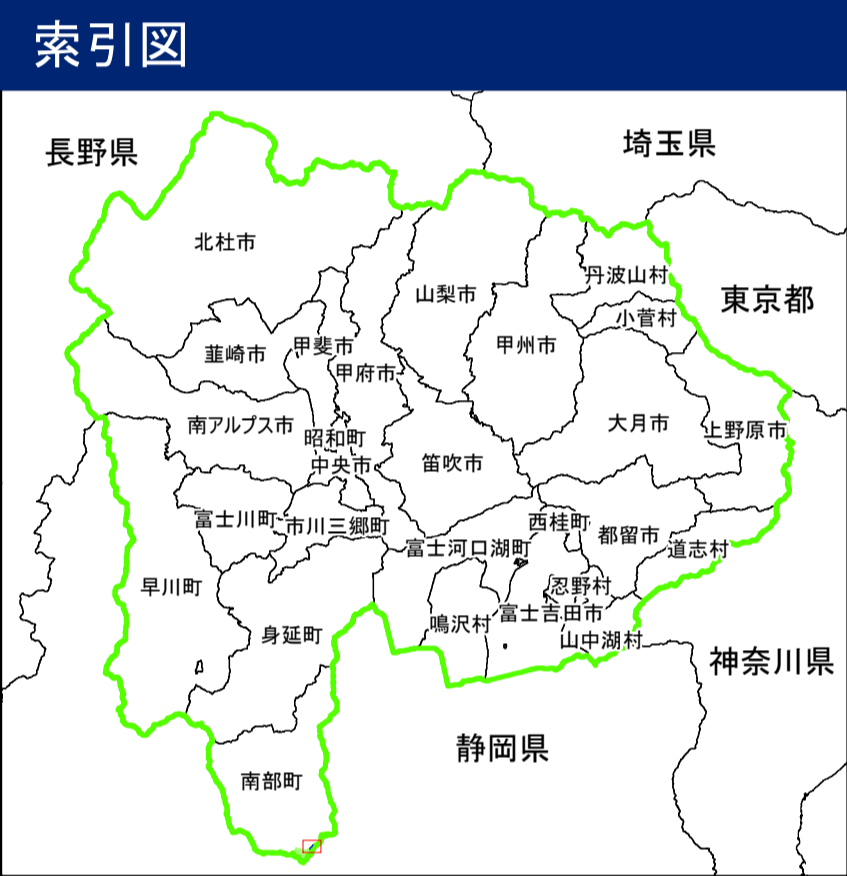 索引図
長野県
埼玉県
北杜市
丹波山村
山梨市
東京都
小菅村
甲斐市
甲州市
韮崎市
甲府市
南アルプス市
大月市
上野原市
昭和町
中央市
笛吹市
富士川町
市川三郷町
西桂町
都留市
富士河口湖町
道志村
早川町
忍野村
富士吉田市
鳴沢村
身延町
山中湖村
神奈川県
静岡県
南部町